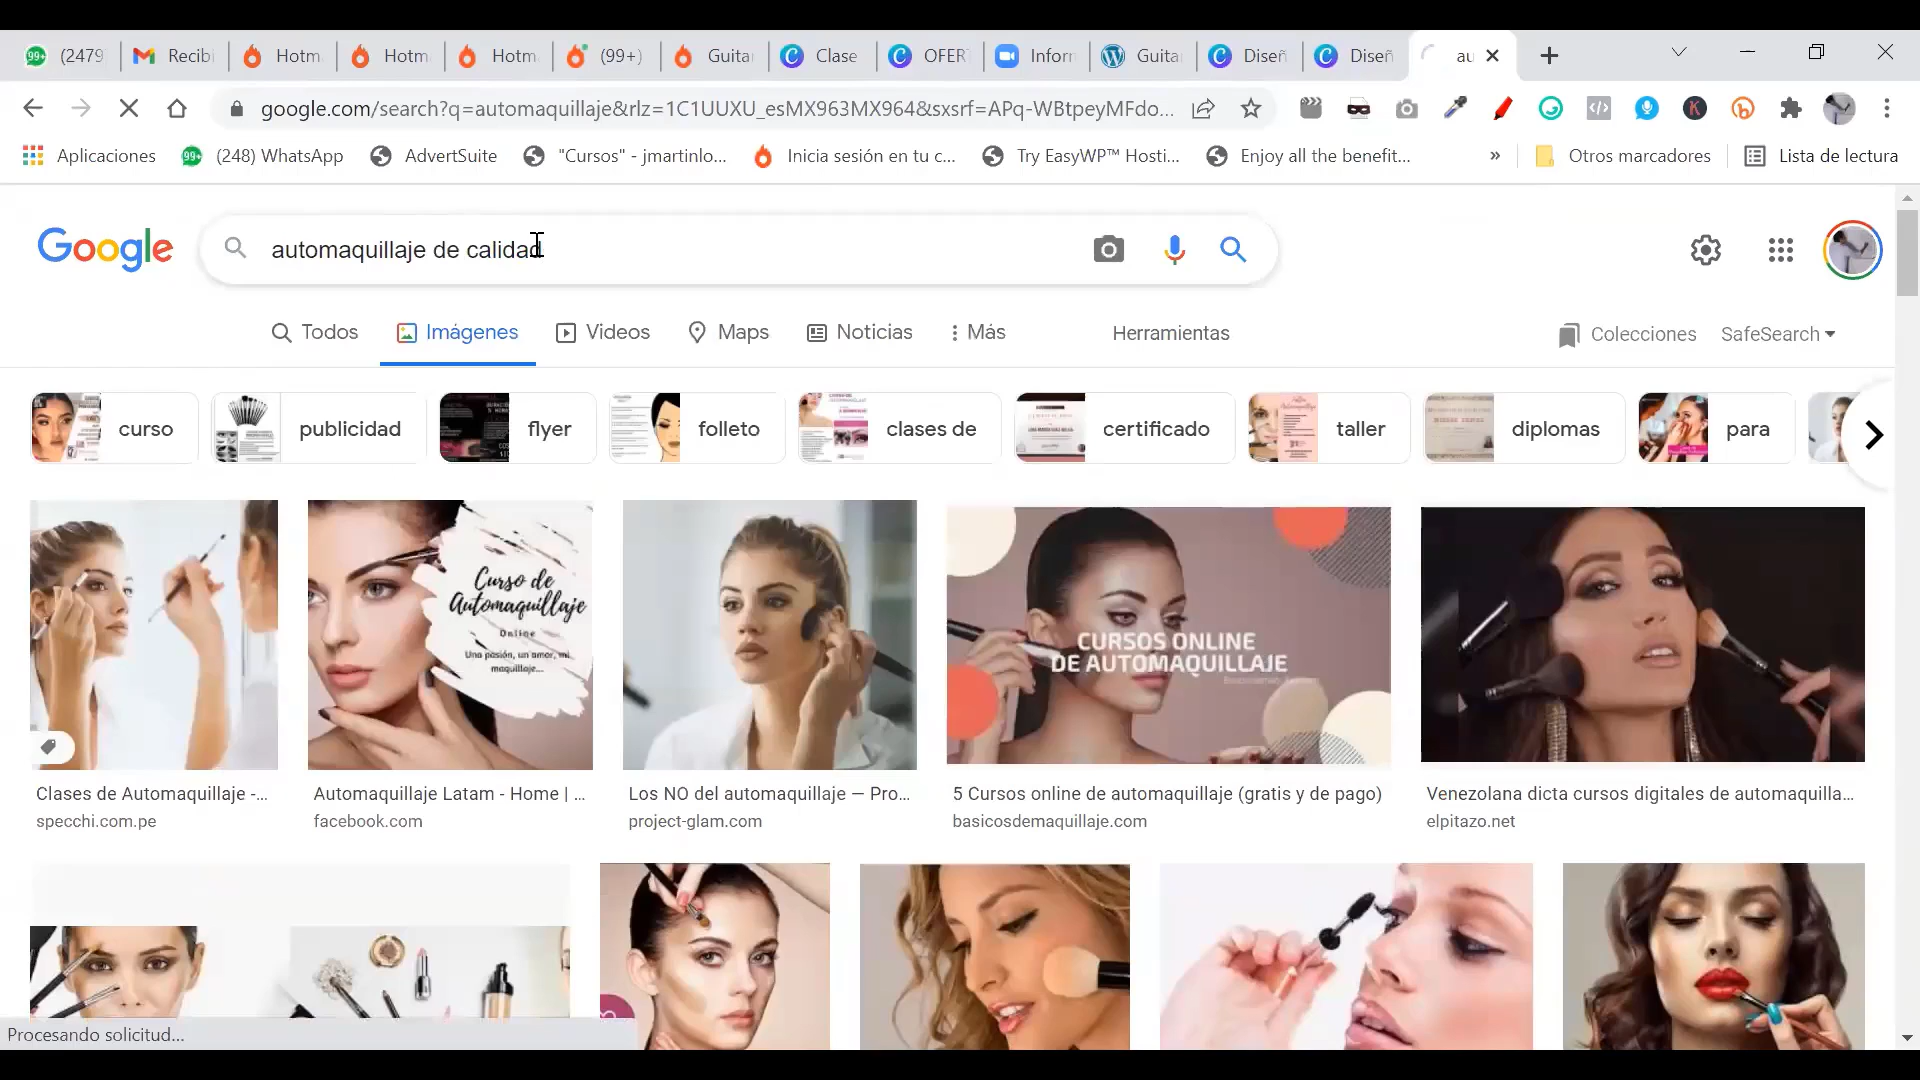 (2479
Recibi
Hotm
Hotm
Hotm
(99+)
Guitar
Clase
OFERT
Inform
Guitar
Diseñ
Diseñ
au
google.com/search?q=automaquillaje&rlz=1C1UUXU_esMX963MX964&sxsrf=APq-WBtpeyMFdo...
Aplicaciones
(248) WhatsApp
AdvertSuite
"Cursos" - jmartinlo...
Inicia sesión en tu c...
Try EasyWP™ Hosti...
Enjoy all the benefit...
»
Otros marcadores
Lista de lectura
Google
automaquillaje de calidad
Todos
Imágenes
Videos
Maps
Noticias
Más
Herramientas
Colecciones
SafeSearch
curso
publicidad
flyer
folleto
clases de
certificado
taller
diplomas
para
Curso de
Automaquillaje
Online
Una pasión, un amor, mi
maquillaje...
CURSOS ONLINE
DE AUTOMAQUILLAJE
Clases de Automaquillaje -...
specchi.com.pe
Automaquillaje Latam - Home | ...
facebook.com
Los NO del automaquillaje — Pro...
project-glam.com
5 Cursos online de automaquillaje (gratis y de pago)
basicosdemaquillaje.com
Venezolana dicta cursos digitales de automaquilla...
elpitazo.net
Procesando solicitud...